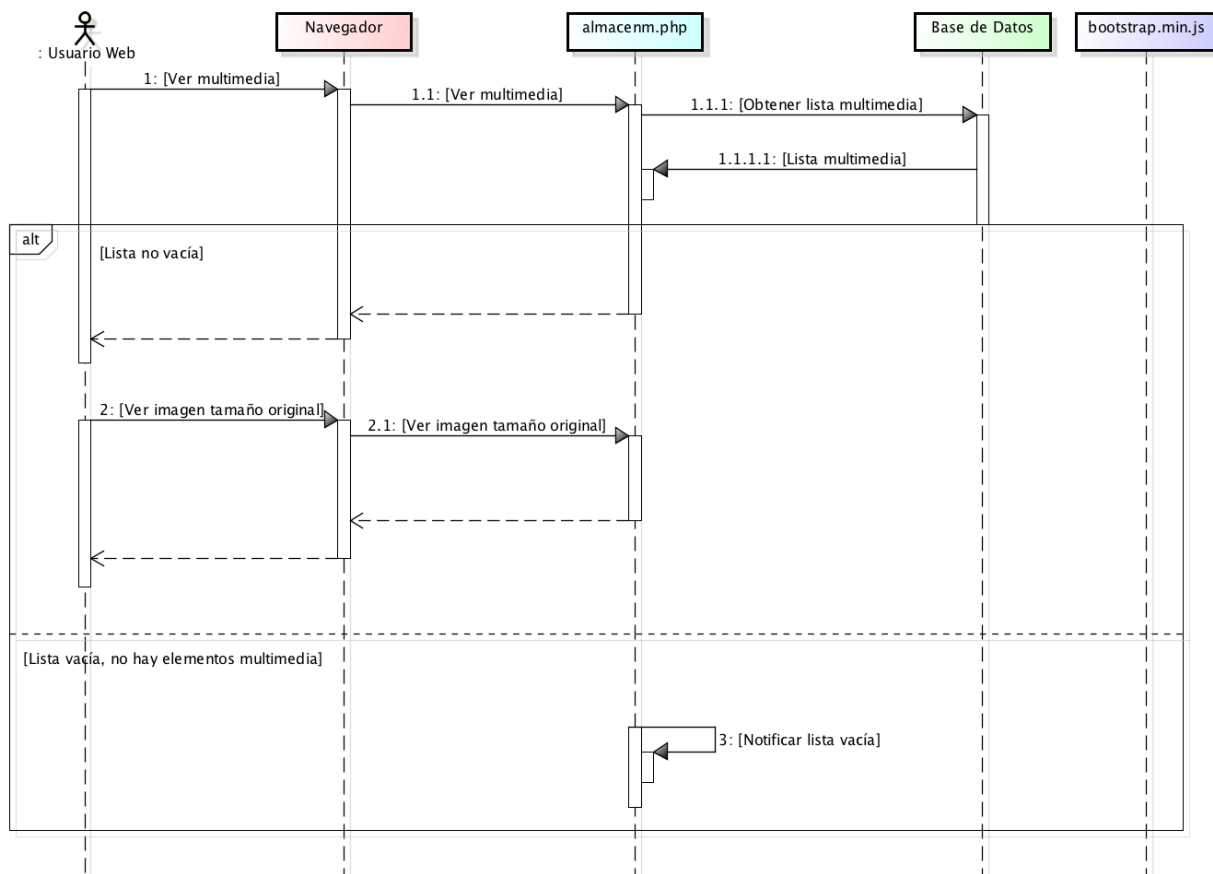 : Usuario Web
Navegador
almacenm.php
Base de Datos
bootstrap.min.js
1: [Ver multimedia]
1.1: [Ver multimedia]
1.1.1: [Obtener lista multimedia]
1.1.1.1: [Lista multimedia]
alt
[Lista no vacía]
2: [Ver imagen tamaño original]
2.1: [Ver imagen tamaño original]
[Lista vacía, no hay elementos multimedia]
3: [Notificar lista vacía]